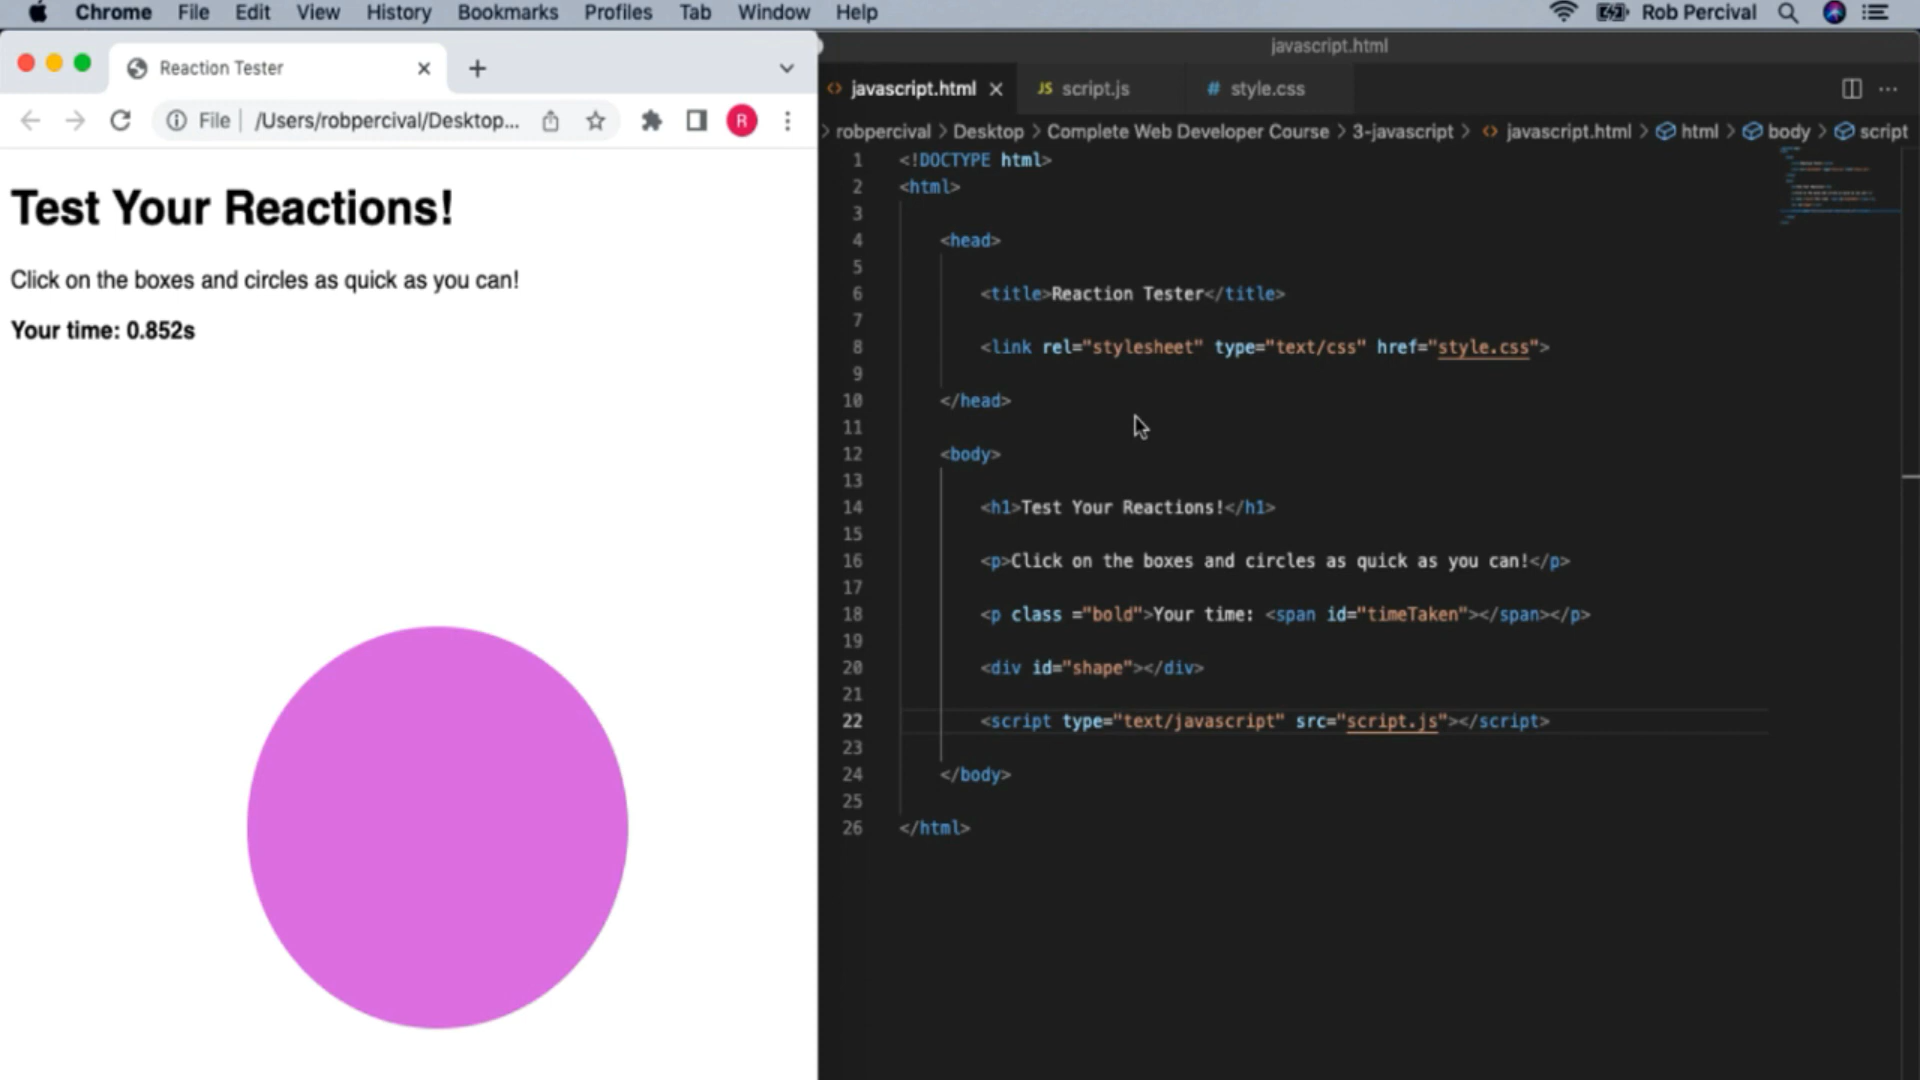 Chrome File Edit View History Bookmarks Profiles Tab Window Help Rob Percival
Reaction Tester
File /Users/robpercival/Desktop... R
Test Your Reactions!
Click on the boxes and circles as quick as you can!
Your time: 0.852s
javascript.html
javascript.html JS script.js # style.css
robpercival > Desktop > Complete Web Developer Course > 3-javascript > javascript.html > html > body > script
1 <!DOCTYPE html>
2 <html>
3
4 <head>
5
6 <title>Reaction Tester</title>
7
8 <link rel="stylesheet" type="text/css" href="style.css">
9
10 </head>
11
12 <body>
13
14 <h1>Test Your Reactions!</h1>
15
16 <p>Click on the boxes and circles as quick as you can!</p>
17
18 <p class ="bold">Your time: <span id="timeTaken"></span></p>
19
20 <div id="shape"></div>
21
22 <script type="text/javascript" src="script.js"></script>
23
24 </body>
25
26 </html>